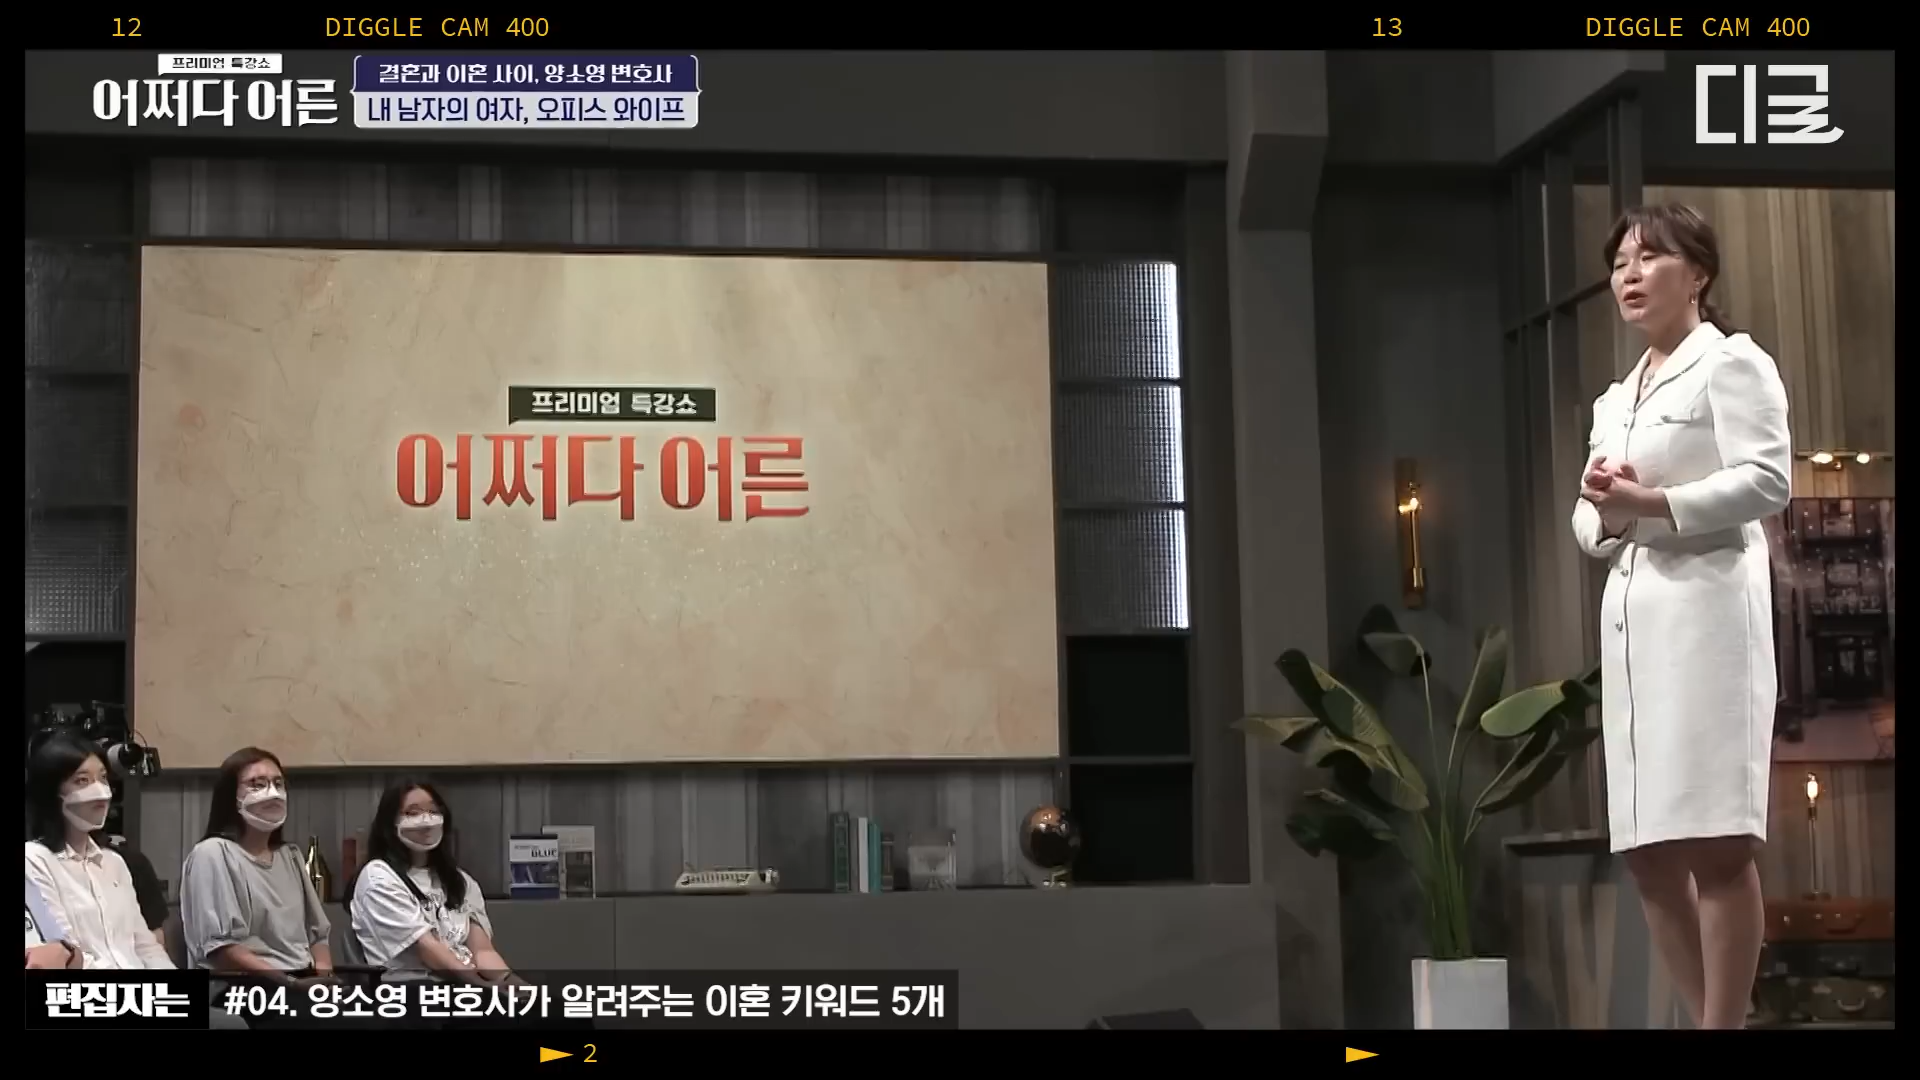 12
DIGGLE CAM 400
13
DIGGLE CAM 400
프리미엄 특강쇼
어쩌다 어른
결혼과 이혼 사이, 양소영 변호사
내 남자의 여자, 오피스 와이프
디글
프리미엄 특강쇼
어쩌다 어른
BLUE
편집자는
#04. 양소영 변호사가 알려주는 이혼 키워드 5개
2